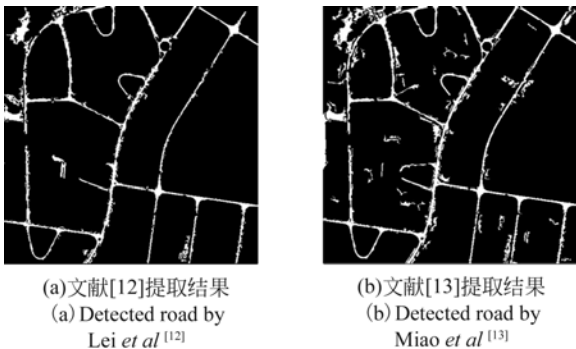 (a)文献[12]提取结果
(a) Detected road by
Lei et al [12]
(b)文献[13]提取结果
(b) Detected road by
Miao et al [13]